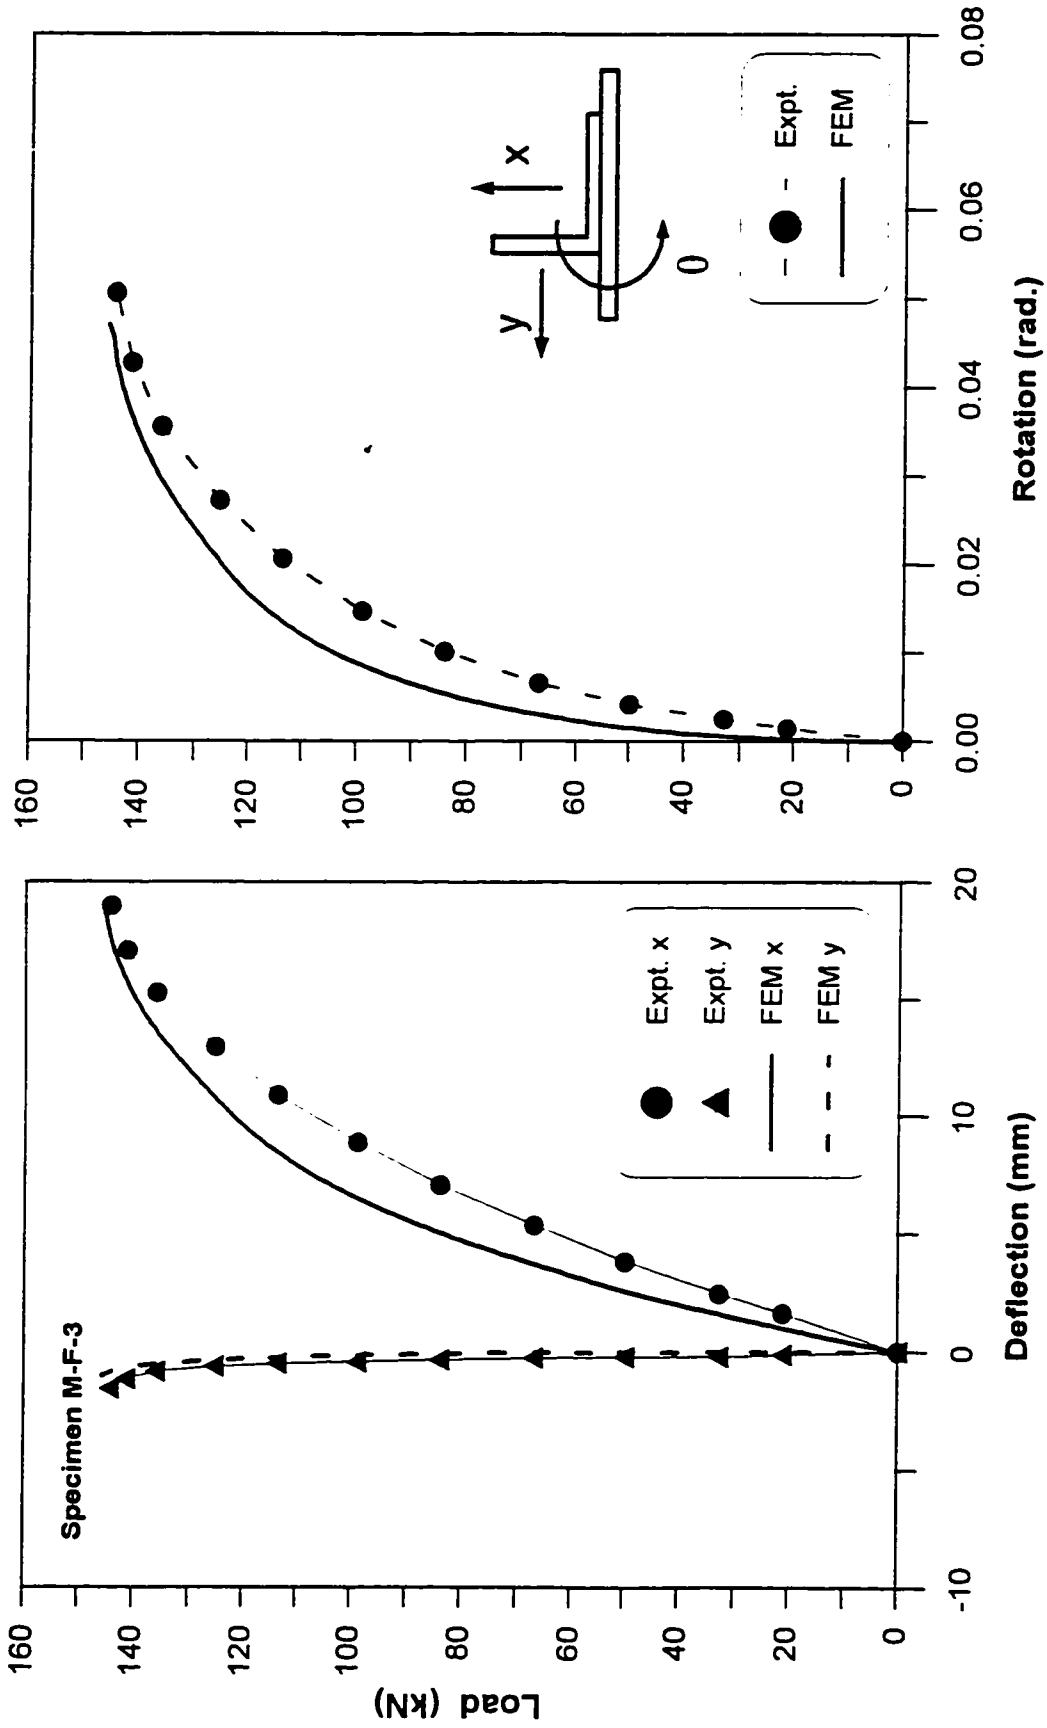 Specimen M-F-3
Load (kN)
160
140
120
100
80
60
40
20
0
-10
0
10
20
Deflection (mm)
Expt. x
Expt. y
FEM x
FEM y
160
140
120
100
80
60
40
20
0
0.00
0.02
0.04
0.06
0.08
Rotation (rad.)
y
x
θ
Expt.
FEM